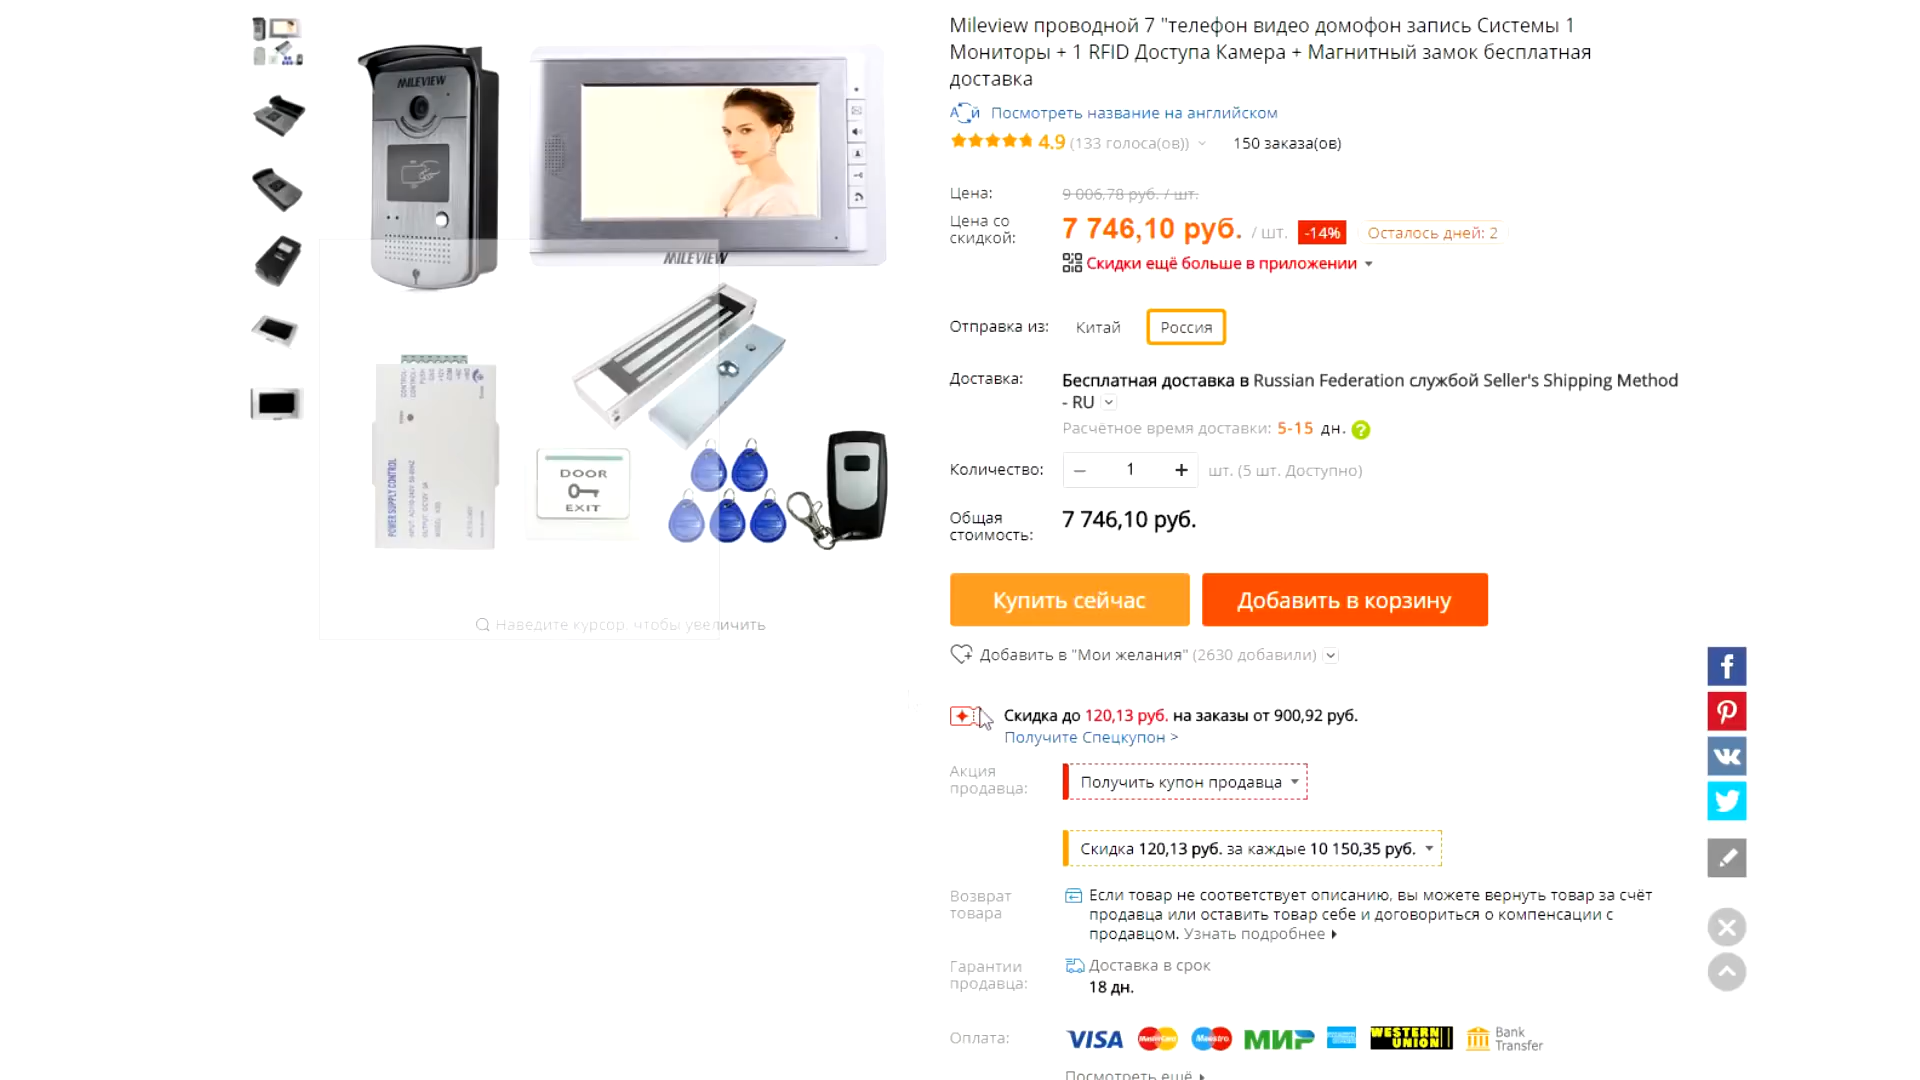 Mileview проводной 7 "телефон видео домофон запись Системы 1
Мониторы + 1 RFID Доступа Камера + Магнитный замок бесплатная
доставка
Посмотреть название на английском
4.9 (133 голоса(ов)) 150 заказа(ов)
Цена: 9 006,78 руб. / шт.
Цена со
скидкой:
7 746,10 руб. / шт. -14% Осталось дней: 2
Скидки ещё больше в приложении
Отправка из: Китай Россия
Доставка: Бесплатная доставка в Russian Federation службой Seller's Shipping Method
- RU
Расчётное время доставки: 5-15 дн. ?
Количество: – 1 + шт. (5 шт. Доступно)
Общая
стоимость:
7 746,10 руб.
Купить сейчас Добавить в корзину
Добавить в "Мои желания" (2630 добавили)
Скидка до 120,13 руб. на заказы от 900,92 руб.
Получите Спецкупон >
Акция
продавца:
Получить купон продавца
Скидка 120,13 руб. за каждые 10 150,35 руб.
Возврат
товара
Если товар не соответствует описанию, вы можете вернуть товар за счёт
продавца или оставить товар себе и договориться о компенсации с
продавцом. Узнать подробнее
Гарантии
продавца:
Доставка в срок
18 дн.
Оплата: VISA MasterCard Maestro МИР WESTERN UNION Bank Transfer
Посмотреть ещё
MILEVIEW
MILEVIEW
POWER SUPPLY CONTROL
DOOR
EXIT
Наведите курсор, чтобы увеличить